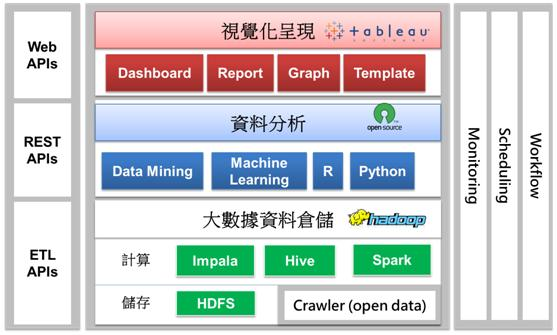 Web APIs
REST APIs
ETL APIs
視覺化呈現 +ableau SOFTWARE
Dashboard Report Graph Template
資料分析 open source
Data Mining Machine Learning R Python
大數據資料倉儲 hadoop
計算 Impala Hive Spark
儲存 HDFS Crawler (open data)
Monitoring
Scheduling
Workflow